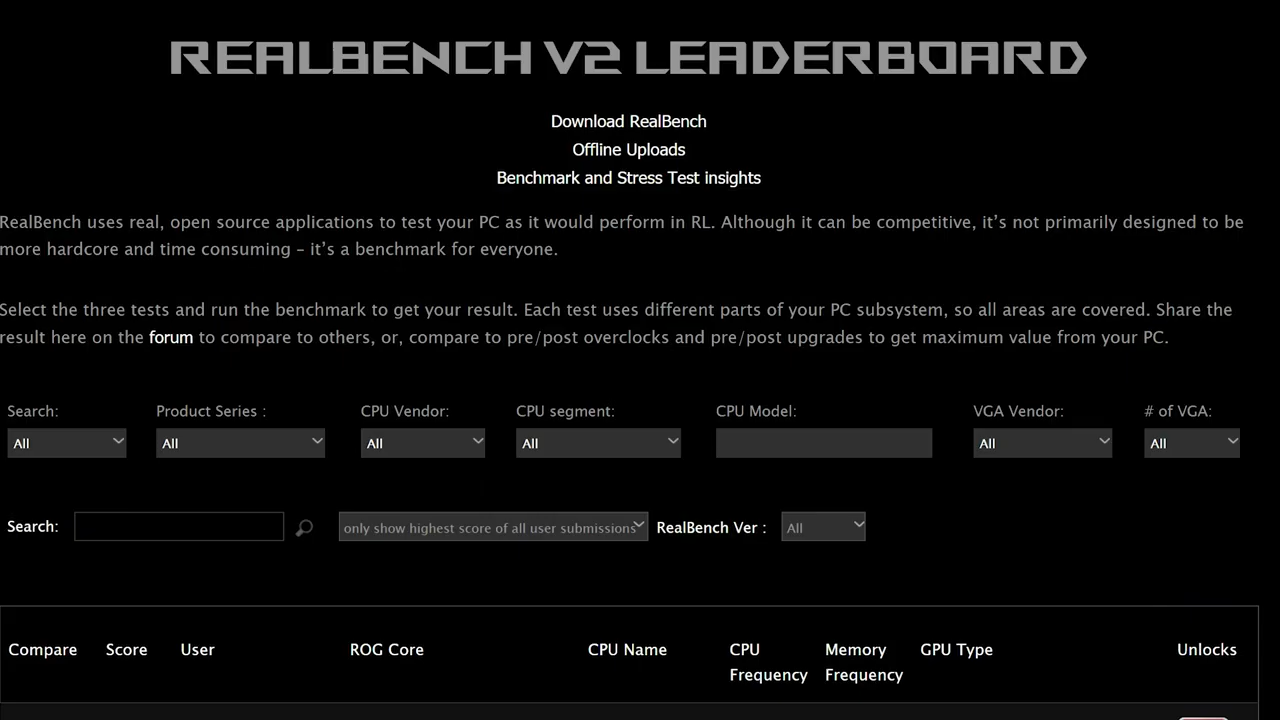 REALBENCH V2 LEADERBOARD
Download RealBench
Offline Uploads
Benchmark and Stress Test insights
RealBench uses real, open source applications to test your PC as it would perform in RL. Although it can be competitive, it’s not primarily designed to be
more hardcore and time consuming – it’s a benchmark for everyone.
Select the three tests and run the benchmark to get your result. Each test uses different parts of your PC subsystem, so all areas are covered. Share the
result here on the forum to compare to others, or, compare to pre/post overclocks and pre/post upgrades to get maximum value from your PC.
Search: Product Series : CPU Vendor: CPU segment: CPU Model: VGA Vendor: # of VGA:
All All All All All All
Search: only show highest score of all user submissions RealBench Ver : All
Compare Score User ROG Core CPU Name CPU Memory GPU Type Unlocks
Frequency Frequency